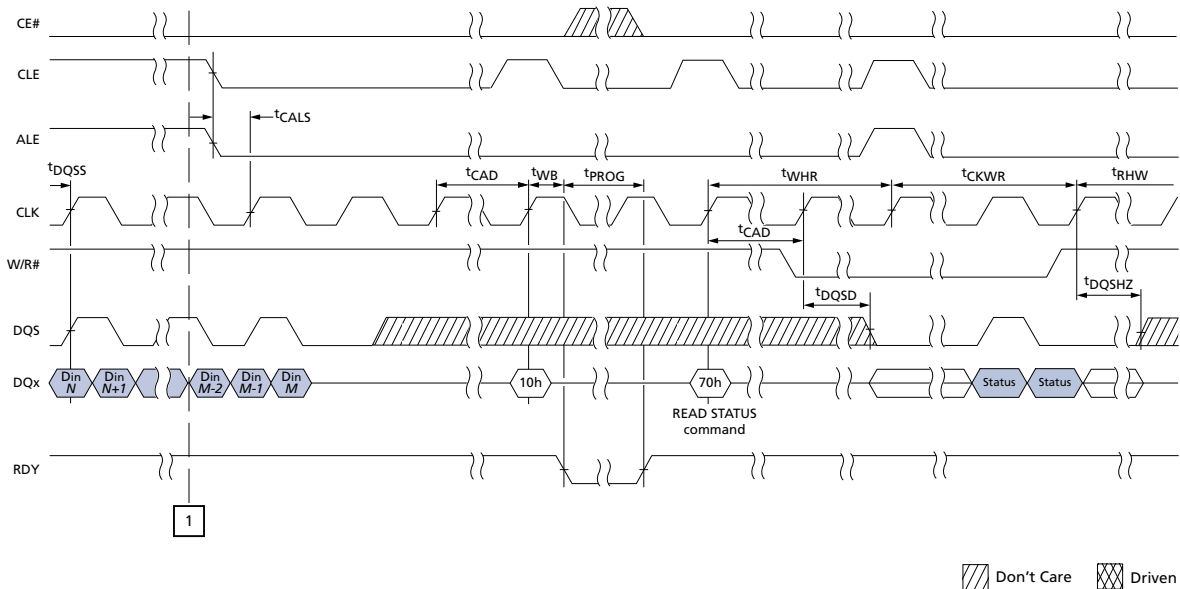 CE#
CLE
tCALS
ALE
tDQSS
tCAD
tWB
tPROG
tWHR
tCKWR
tRHW
CLK
tCAD
W/R#
tDQSD
tDQSHZ
DQS
DQx
Din N
Din N+1
Din M-2
Din M-1
Din M
10h
70h
Status
Status
READ STATUS
command
RDY
1
Don't Care
Driven